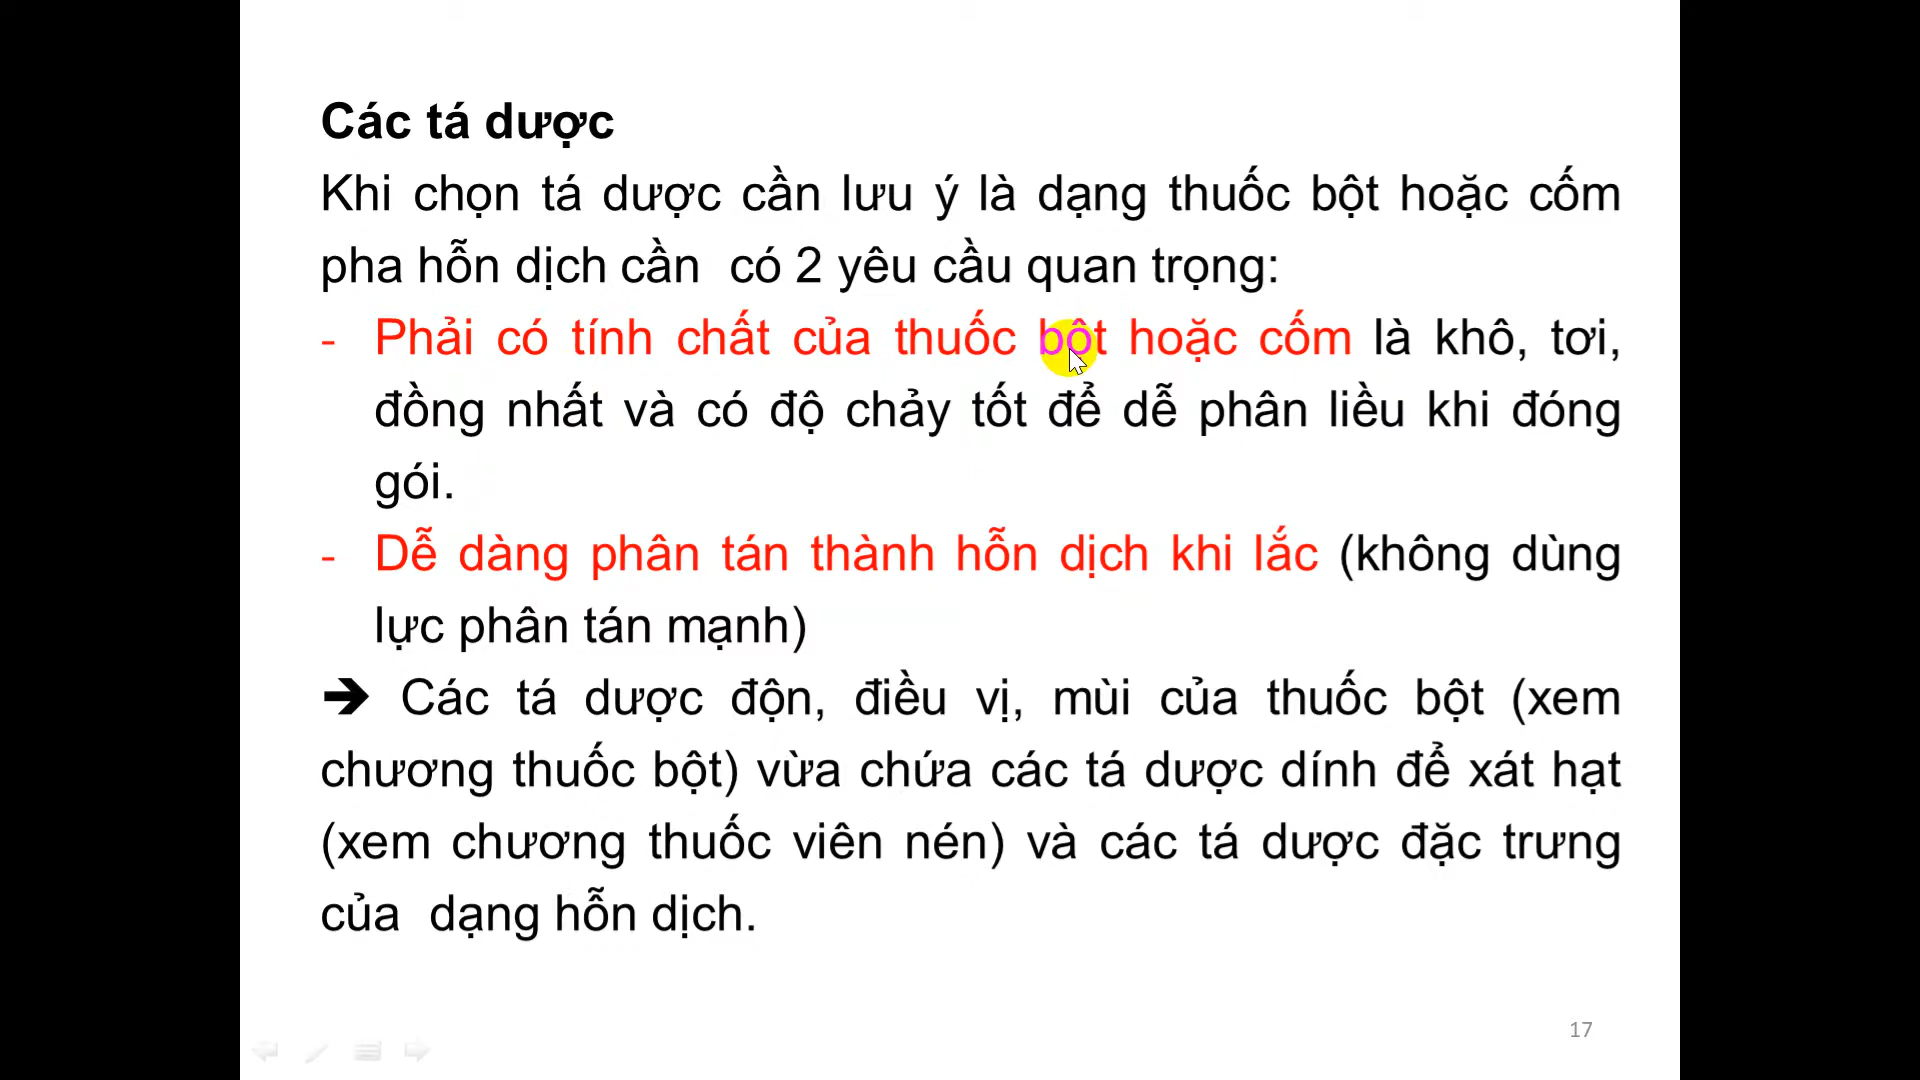 Các tá dược
Khi chọn tá dược cần lưu ý là dạng thuốc bột hoặc cốm
pha hỗn dịch cần  có 2 yêu cầu quan trọng:
- Phải có tính chất của thuốc bột hoặc cốm là khô, tơi,
đồng nhất và có độ chảy tốt để dễ phân liều khi đóng
gói.
- Dễ dàng phân tán thành hỗn dịch khi lắc (không dùng
lực phân tán mạnh)
➔ Các tá dược độn, điều vị, mùi của thuốc bột (xem
chương thuốc bột) vừa chứa các tá dược dính để xát hạt
(xem chương thuốc viên nén) và các tá dược đặc trưng
của  dạng hỗn dịch.
17